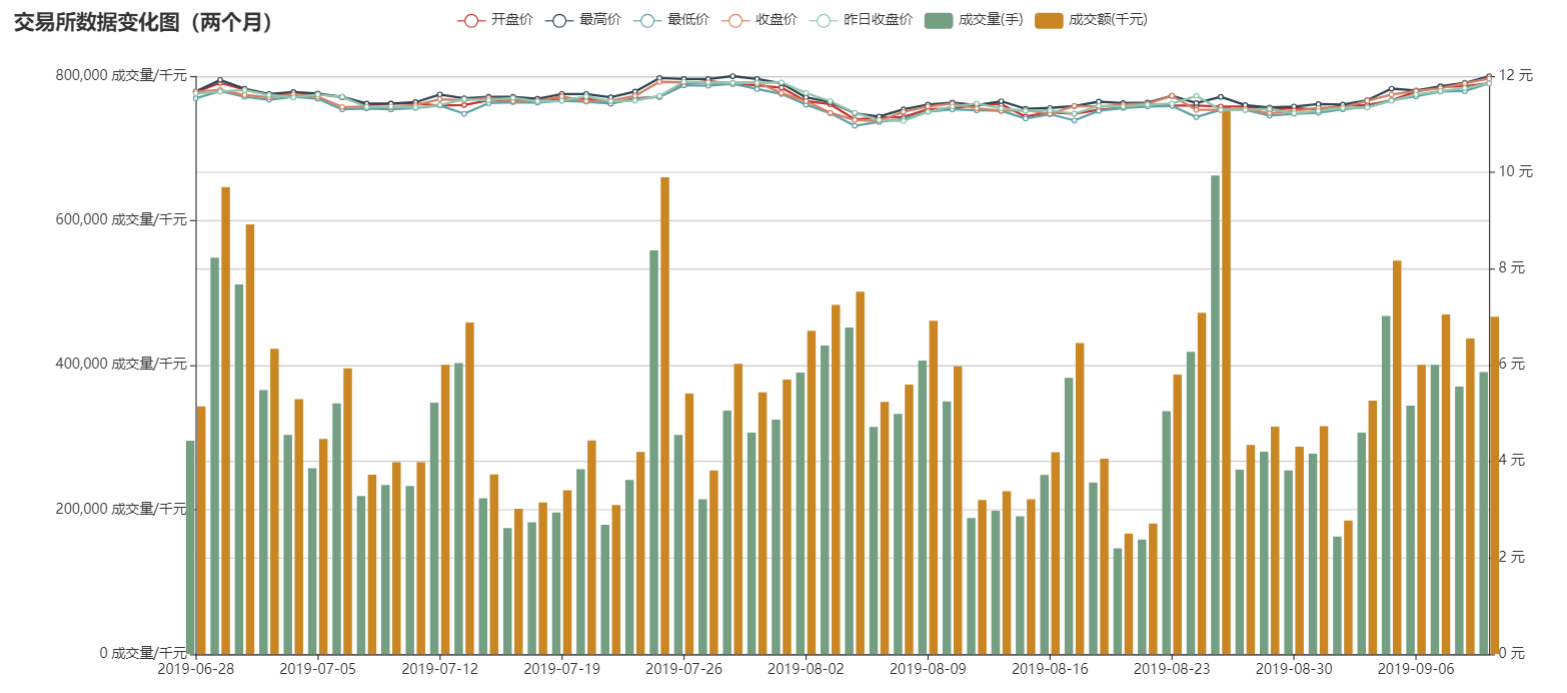 交易所数据变化图（两个月）
开盘价 最高价 最低价 收盘价 昨日收盘价 成交量(手) 成交额(千元)
800,000 成交量/千元
600,000 成交量/千元
400,000 成交量/千元
200,000 成交量/千元
0 成交量/千元
12 元
10 元
8 元
6 元
4 元
2 元
0 元
2019-06-28 2019-07-05 2019-07-12 2019-07-19 2019-07-26 2019-08-02 2019-08-09 2019-08-16 2019-08-23 2019-08-30 2019-09-06